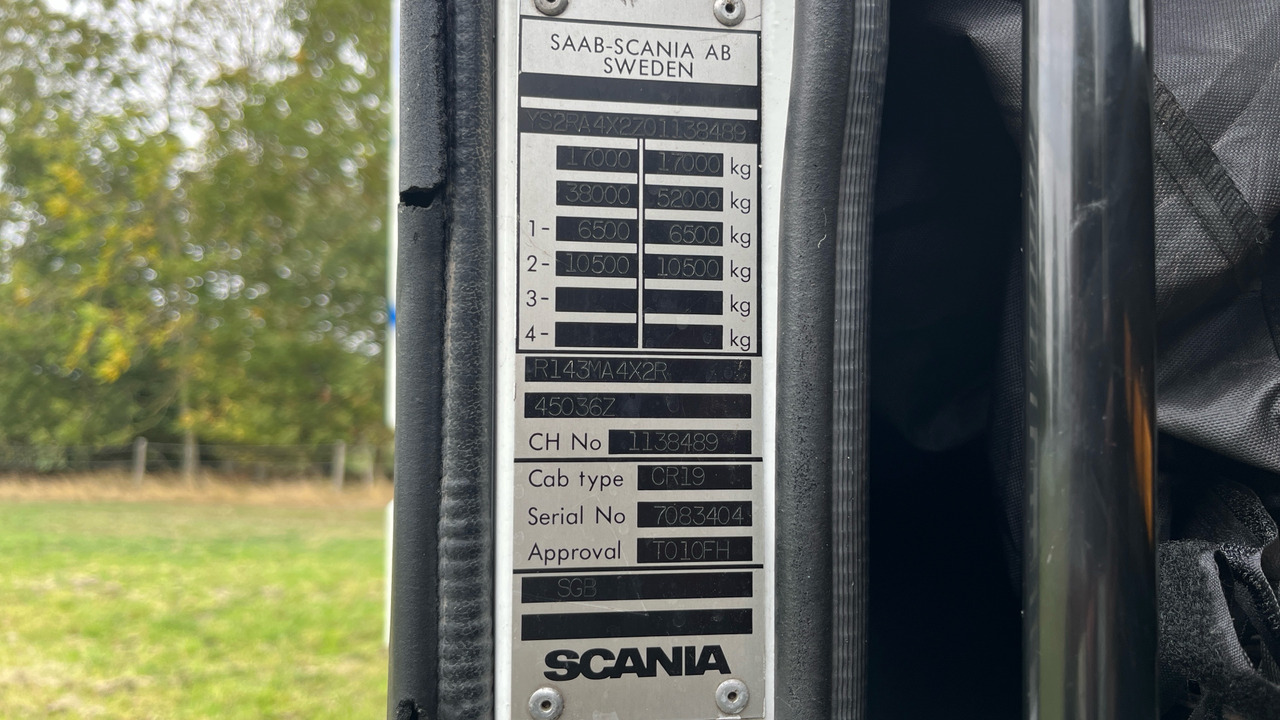 SAAB-SCANIA AB
SWEDEN
YS2RA4X2Z01138489
17000 17000 kg
38000 52000 kg
1- 6500 6500 kg
2- 10500 10500 kg
3- kg
4- kg
R143MA4X2R
45036Z
CH No 1138489
Cab type CR19
Serial No 7083404
Approval T010FH
SGB
SCANIA